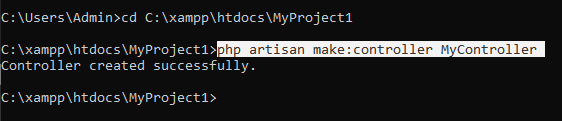 C:\Users\Admin>cd C:\xampp\htdocs\MyProject1
C:\xampp\htdocs\MyProject1>php artisan make:controller MyController
Controller created successfully.
C:\xampp\htdocs\MyProject1>